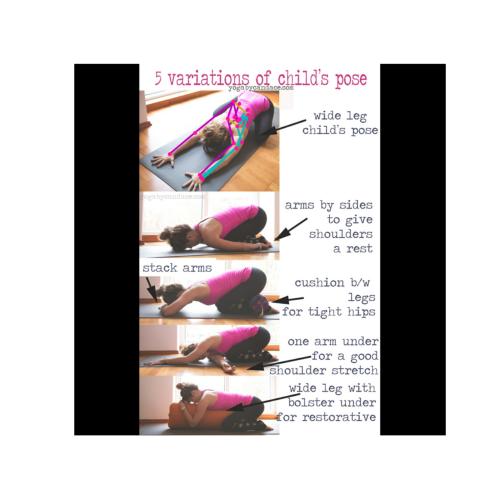 5 variations of child's pose
yogabycandace.com
wide leg
child's pose
yogabycandace.com
arms by sides
to give
shoulders
a rest
stack arms
cushion b/w
legs
for tight hips
one arm under
for a good
shoulder stretch
wide leg with
bolster under
for restorative